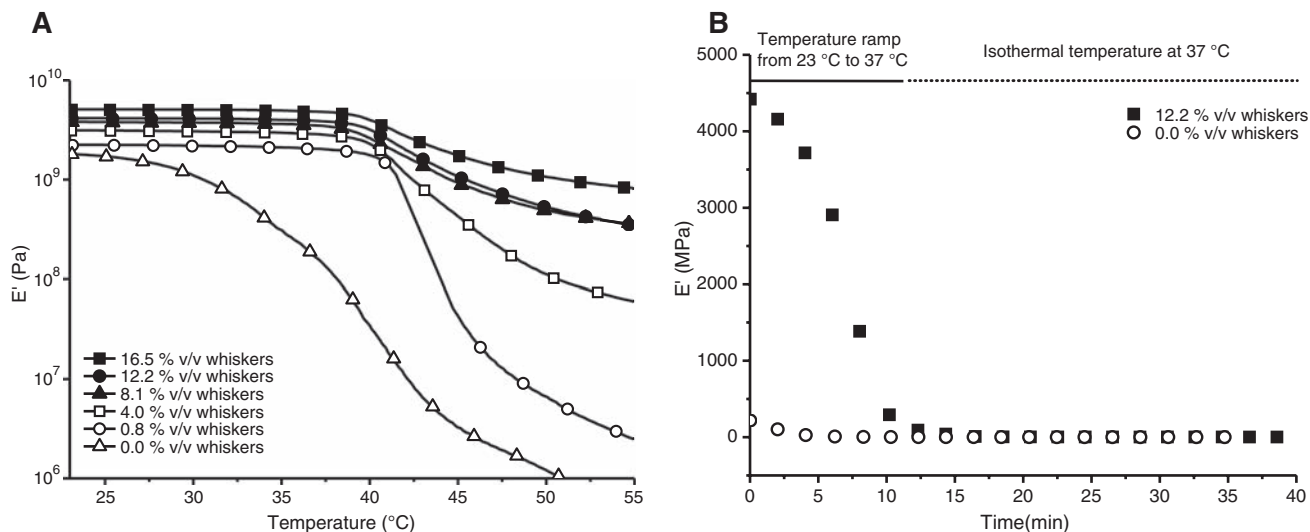 A
E' (Pa)
10^10
10^9
10^8
10^7
10^6
16.5 % v/v whiskers
12.2 % v/v whiskers
8.1 % v/v whiskers
4.0 % v/v whiskers
0.8 % v/v whiskers
0.0 % v/v whiskers
25 30 35 40 45 50 55
Temperature (°C)
B
Temperature ramp
from 23 °C to 37 °C
Isothermal temperature at 37 °C
12.2 % v/v whiskers
0.0 % v/v whiskers
E' (MPa)
5000
4500
3000
1500
0
0 5 10 15 20 25 30 35 40
Time(min)